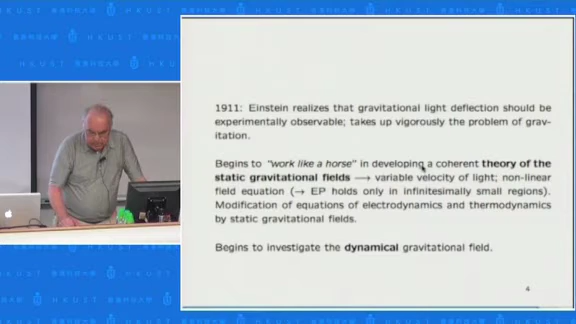 1911: Einstein realizes that gravitational light deflection should be
experimentally observable; takes up vigorously the problem of grav-
itation.
Begins to "work like a horse" in developing a coherent theory of the
static gravitational fields → variable velocity of light; non-linear
field equation (→ EP holds only in infinitesimally small regions).
Modification of equations of electrodynamics and thermodynamics
by static gravitational fields.
Begins to investigate the dynamical gravitational field.
4